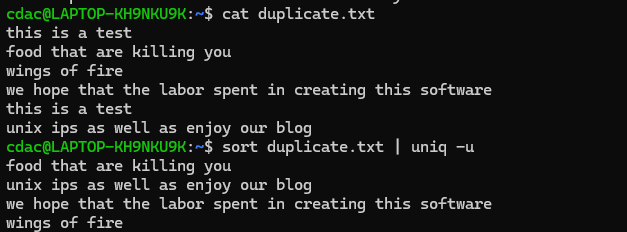 cdac@LAPTOP-KH9NKU9K:~$ cat duplicate.txt
this is a test
food that are killing you
wings of fire
we hope that the labor spent in creating this software
this is a test
unix ips as well as enjoy our blog
cdac@LAPTOP-KH9NKU9K:~$ sort duplicate.txt | uniq -u
food that are killing you
unix ips as well as enjoy our blog
we hope that the labor spent in creating this software
wings of fire